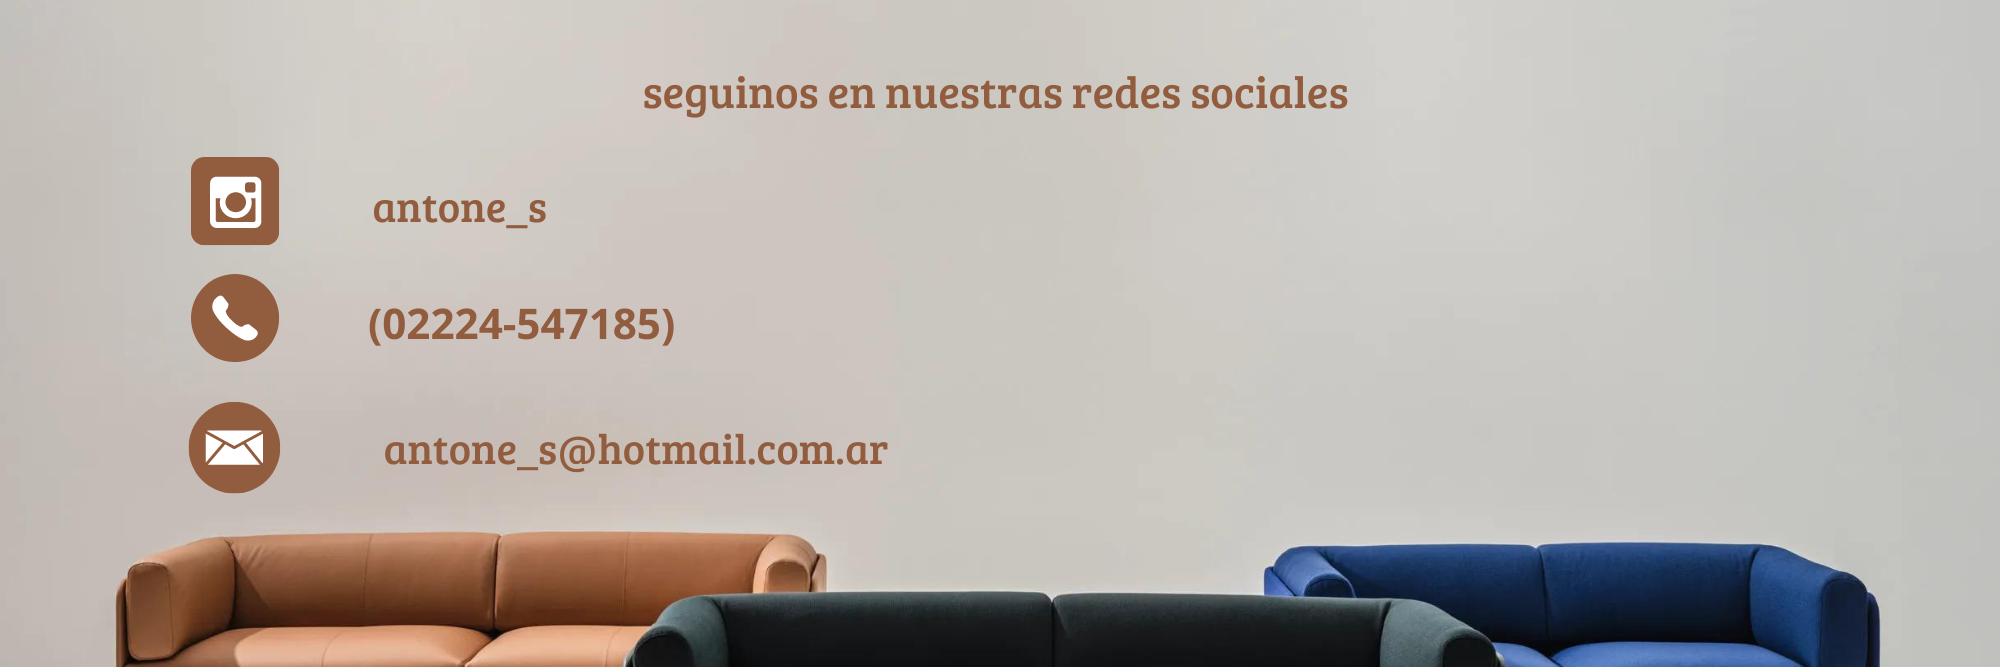 seguinos en nuestras redes sociales
antone_s
(02224-547185)
antone_s@hotmail.com.ar